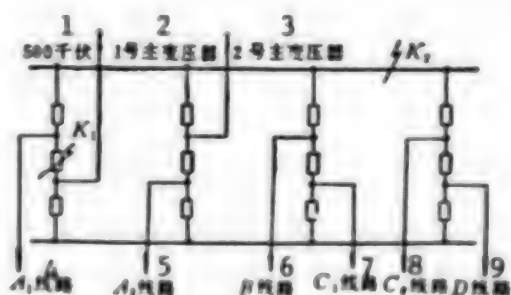 1 2 3
500千伏 1号主变压器 2号主变压器
K₂
K₁
4 5 6 7 8 9
A₁线路 A₂线路 B线路 C₁线路 C₂线路 D线路